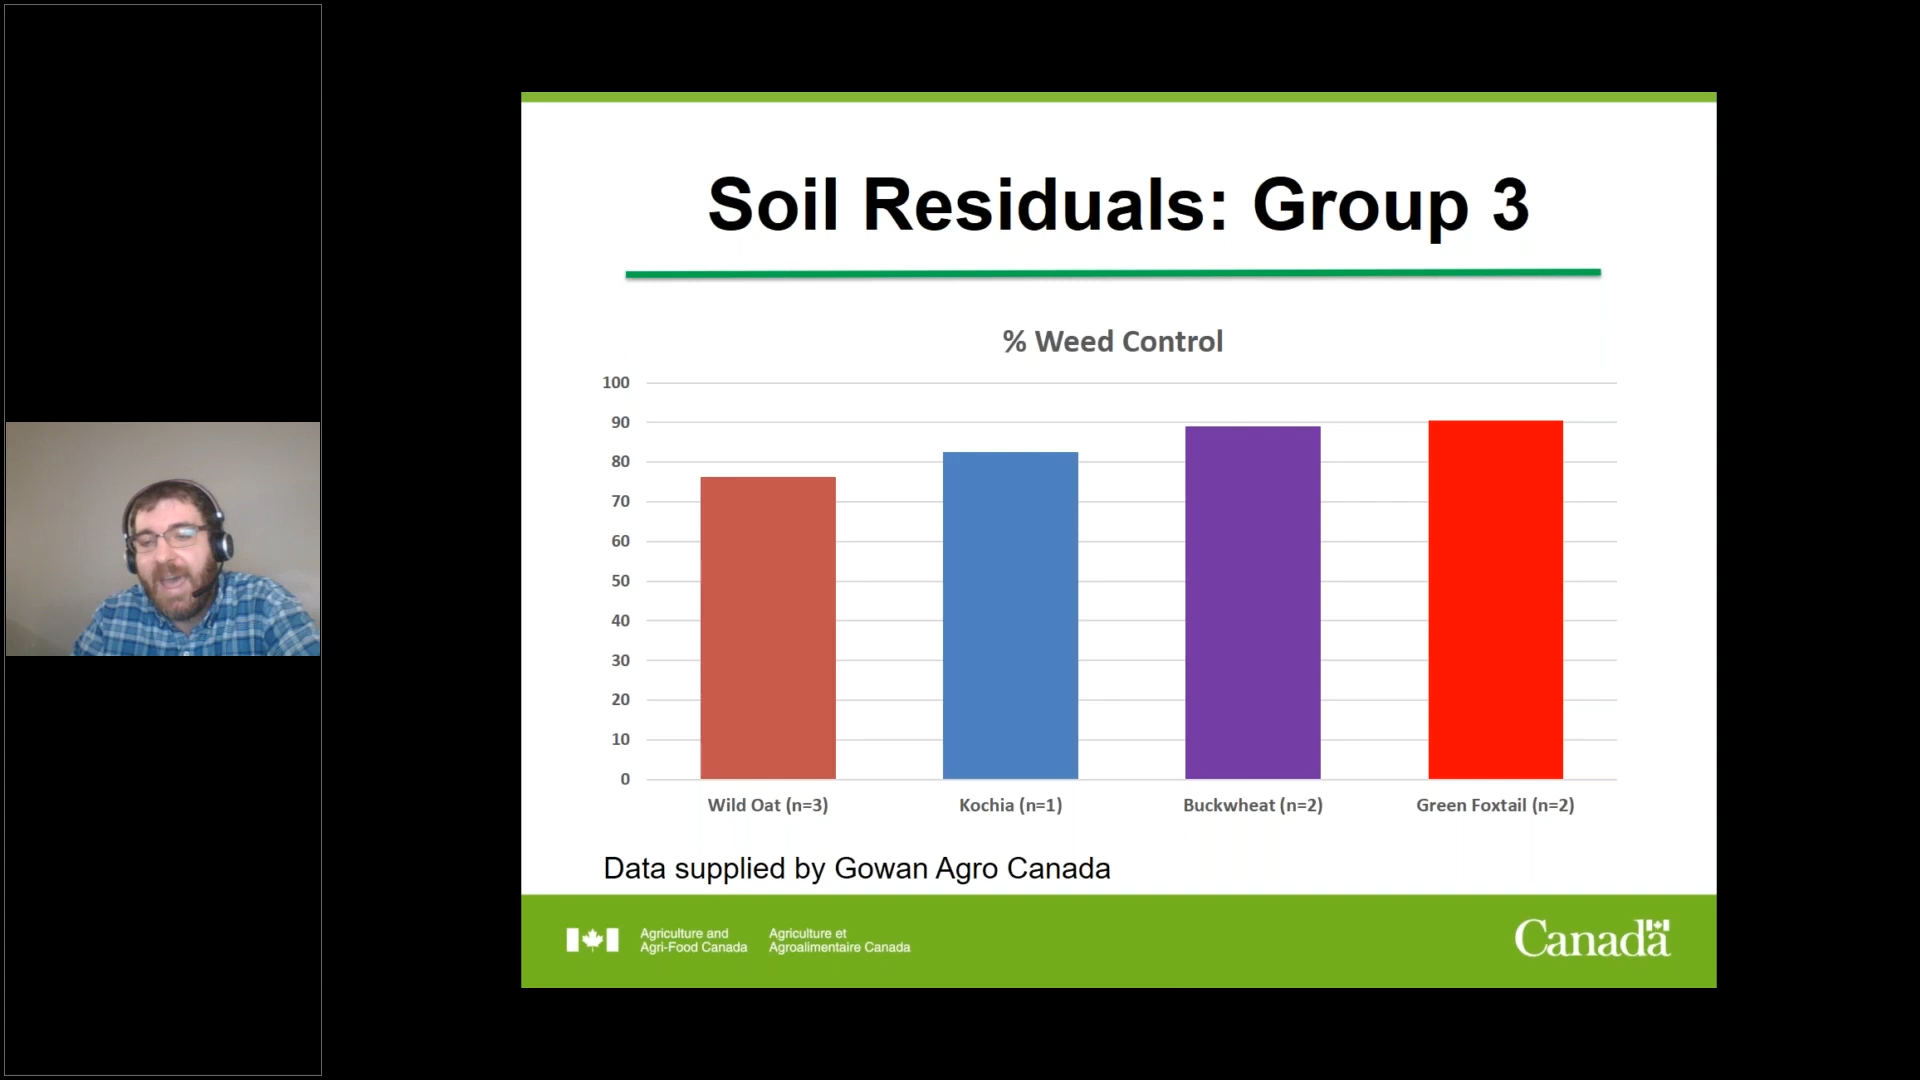 Soil Residuals: Group 3
% Weed Control
100
90
80
70
60
50
40
30
20
10
0
Wild Oat (n=3) Kochia (n=1) Buckwheat (n=2) Green Foxtail (n=2)
Data supplied by Gowan Agro Canada
Agriculture and Agriculture et
Agri-Food Canada Agroalimentaire Canada
Canada